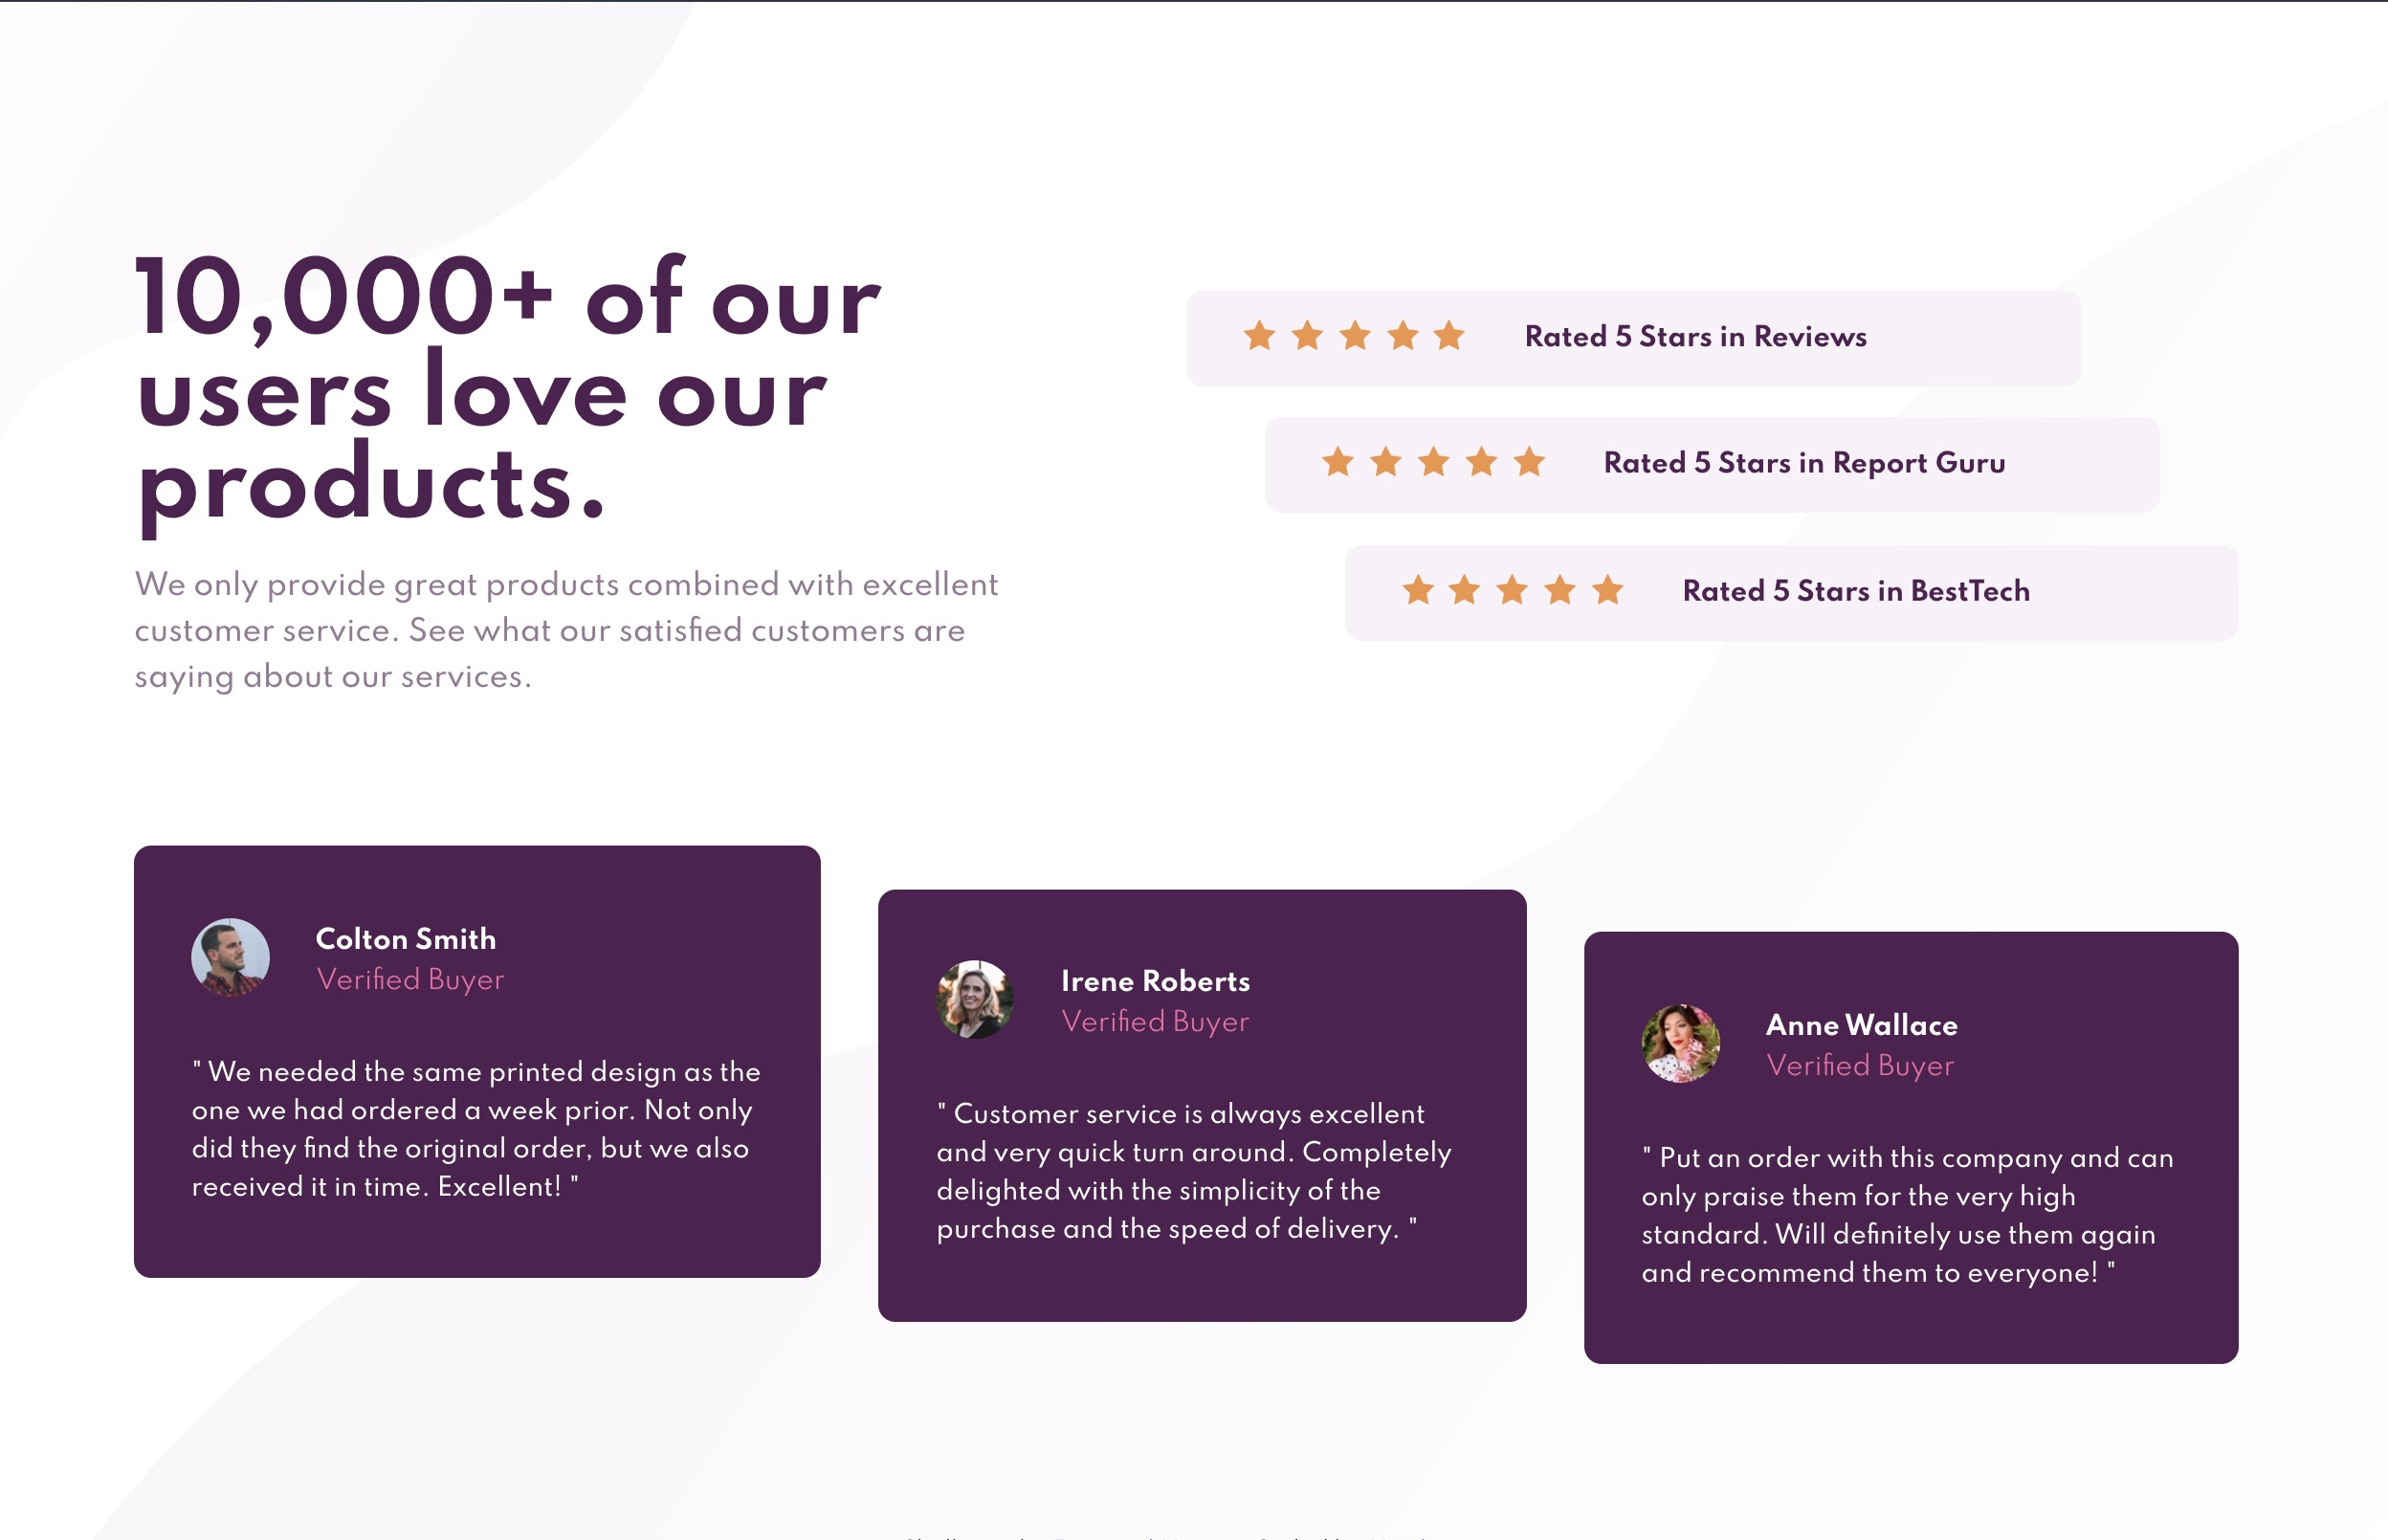 10,000+ of our
users love our
products.
We only provide great products combined with excellent
customer service. See what our satisfied customers are
saying about our services.
Rated 5 Stars in Reviews
Rated 5 Stars in Report Guru
Rated 5 Stars in BestTech
Colton Smith
Verified Buyer
" We needed the same printed design as the
one we had ordered a week prior. Not only
did they find the original order, but we also
received it in time. Excellent! "
Irene Roberts
Verified Buyer
" Customer service is always excellent
and very quick turn around. Completely
delighted with the simplicity of the
purchase and the speed of delivery. "
Anne Wallace
Verified Buyer
" Put an order with this company and can
only praise them for the very high
standard. Will definitely use them again
and recommend them to everyone! "